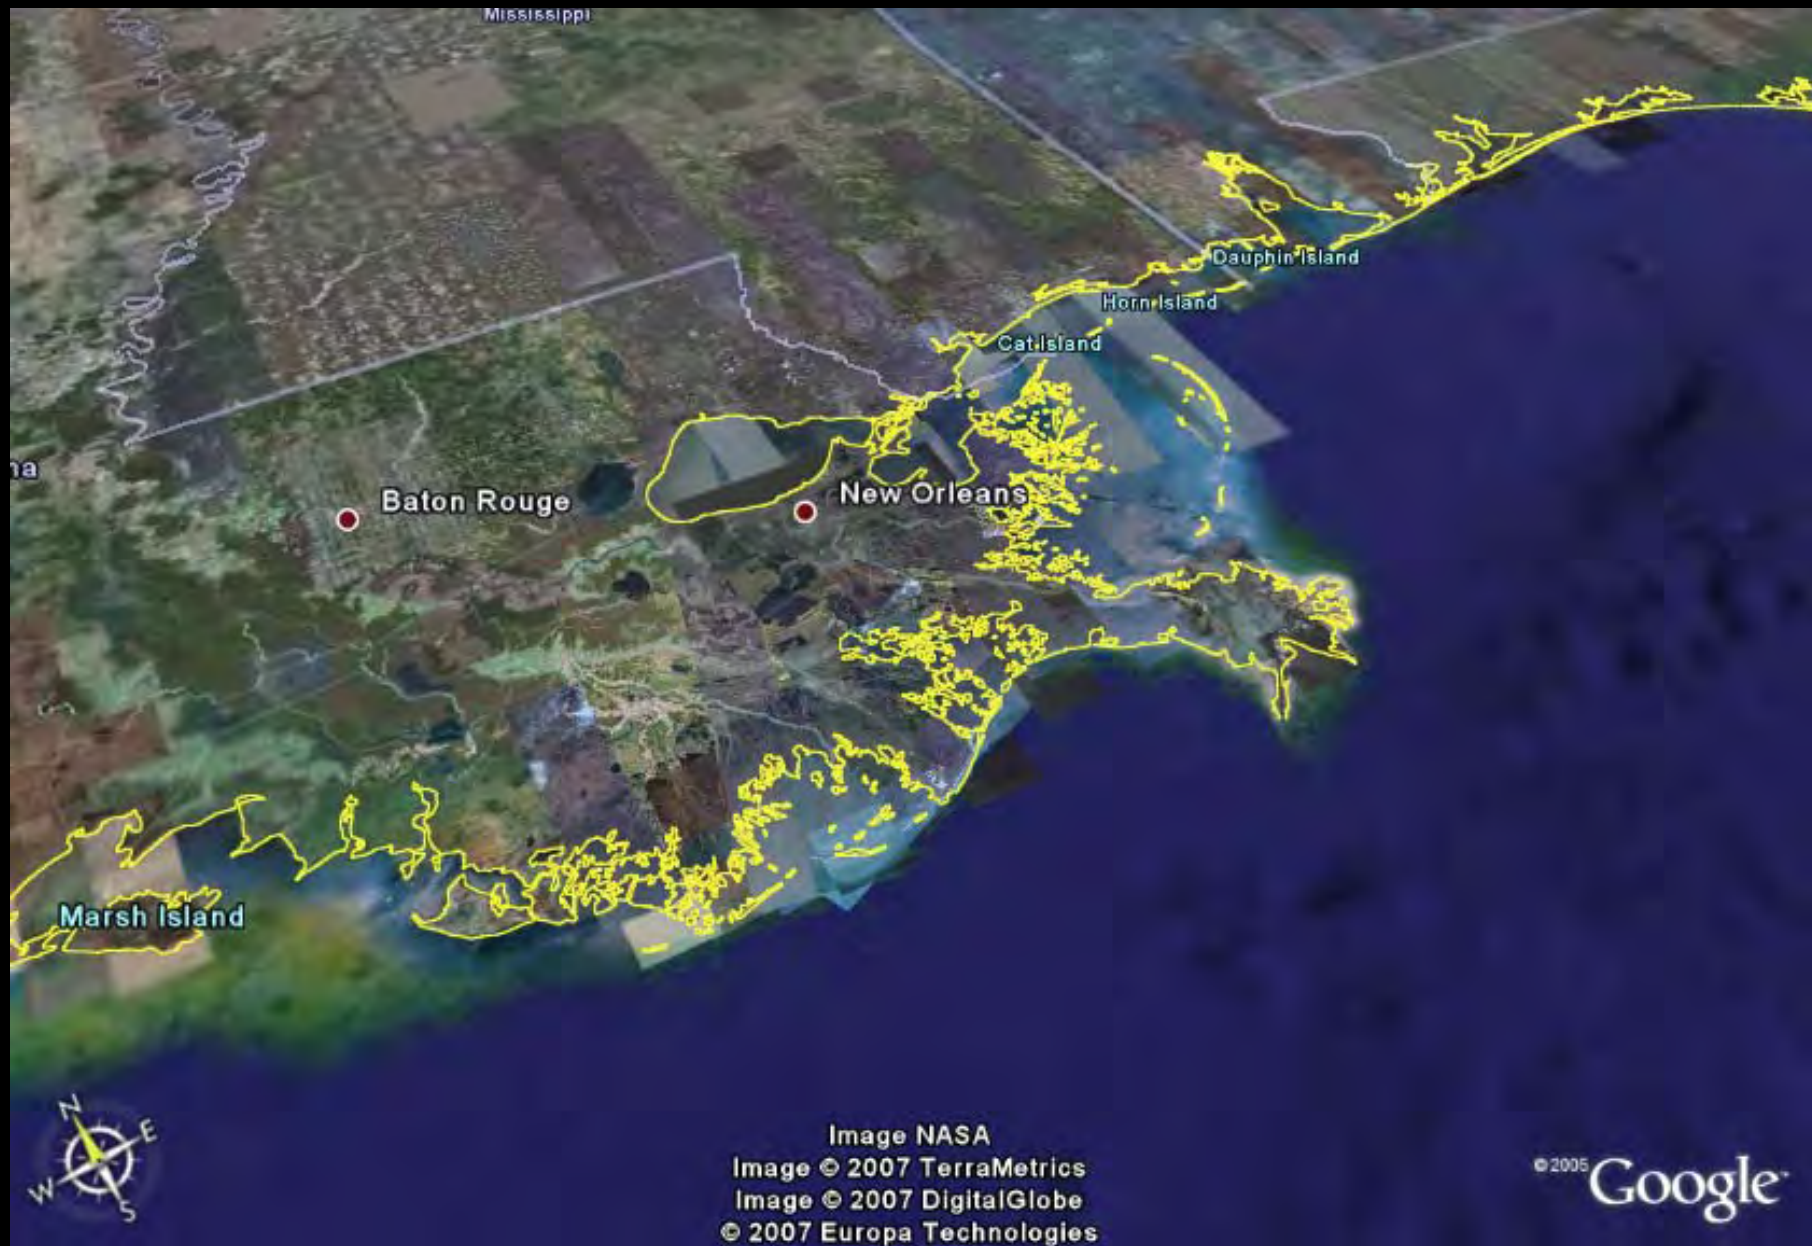 Mississippi
Dauphin Island
Horn Island
Cat Island
na
Baton Rouge
New Orleans
Marsh Island
N
E
W
S
Image NASA
Image © 2007 TerraMetrics
Image © 2007 DigitalGlobe
© 2007 Europa Technologies
© 2005 Google